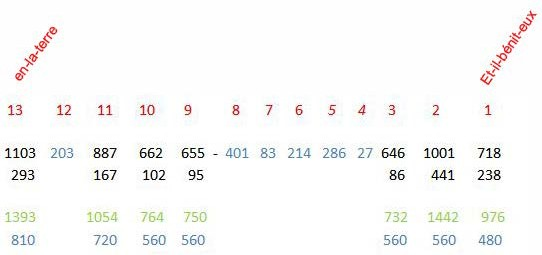 en-la-terre Et-il-bénit-eux
13 12 11 10 9 8 7 6 5 4 3 2 1
1103 203 887 662 655 - 401 83 214 286 27 646 1001 718
293 167 102 95 86 441 238
1393 1054 764 750 732 1442 976
810 720 560 560 560 560 480